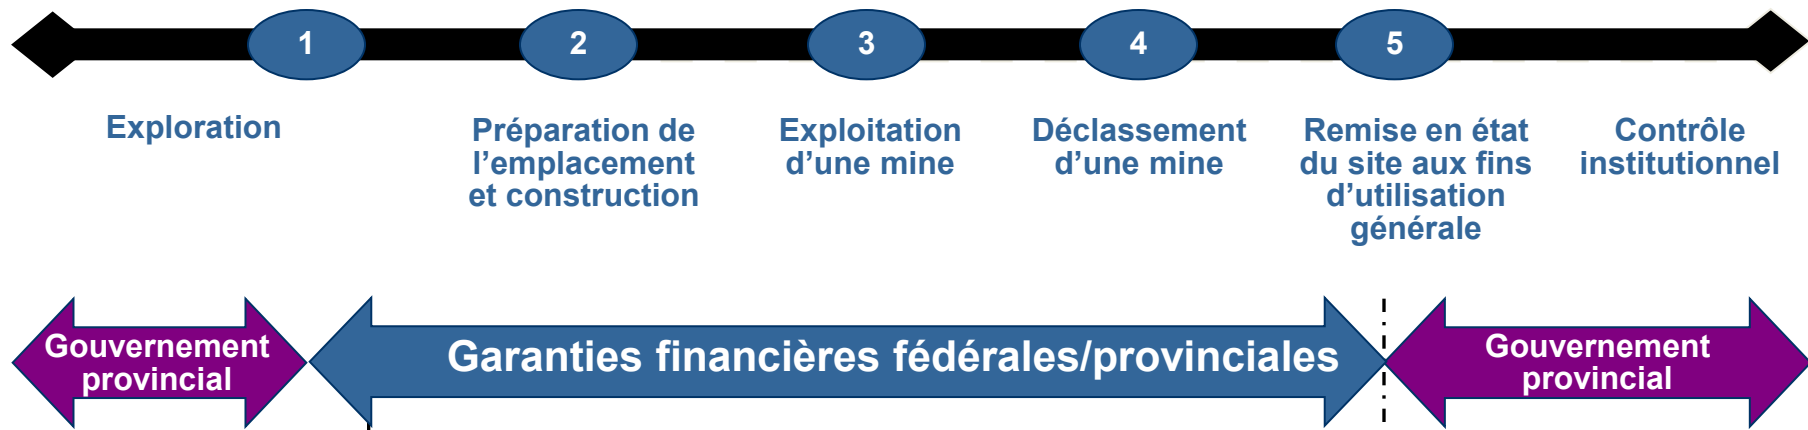 1
2
3
4
5
Exploration
Préparation de
l’emplacement
et construction
Exploitation
d’une mine
Déclassement
d’une mine
Remise en état
du site aux fins
d’utilisation
générale
Contrôle
institutionnel
Gouvernement
provincial
Garanties financières fédérales/provinciales
Gouvernement
provincial